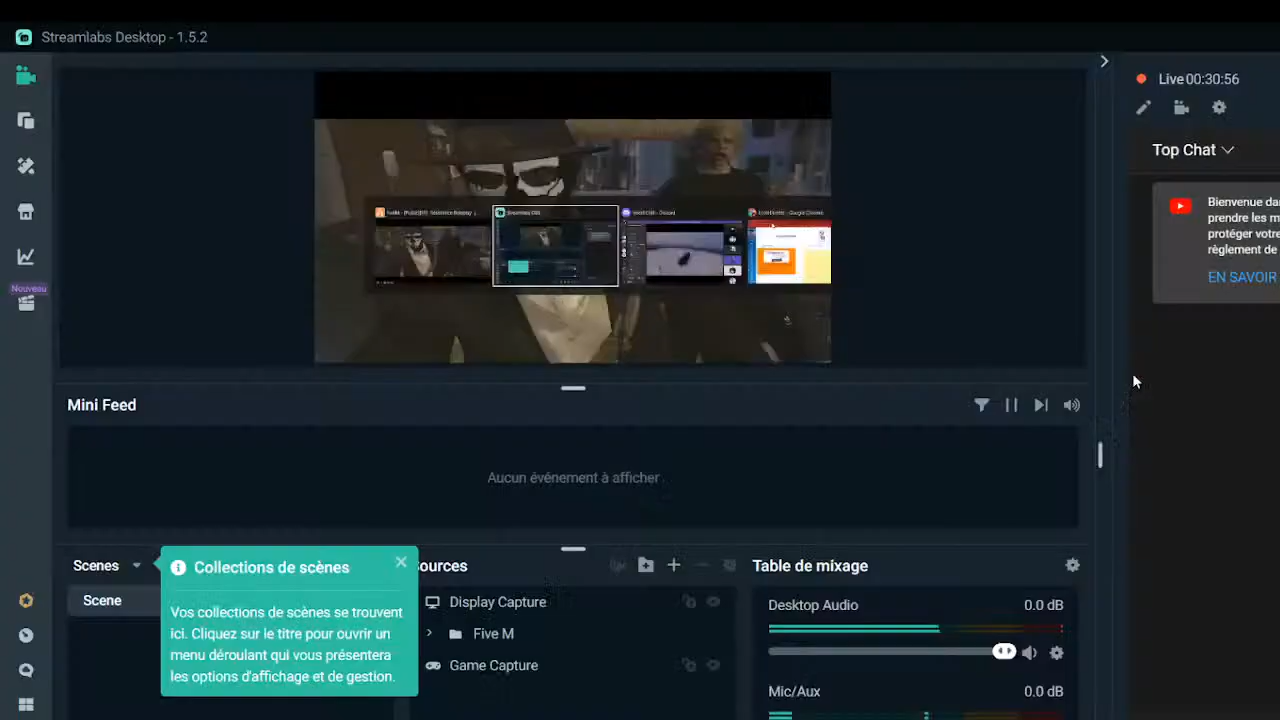 Streamlabs Desktop - 1.5.2
Live 00:30:56
Top Chat
Bienvenue dan
prendre les m
protéger votre
règlement de
EN SAVOIR
Nouveau
Mini Feed
Aucun événement à afficher
Scenes
Scene
Collections de scènes
Vos collections de scènes se trouvent
ici. Cliquez sur le titre pour ouvrir un
menu déroulant qui vous présentera
les options d'affichage et de gestion.
ources
Display Capture
Five M
Game Capture
Table de mixage
Desktop Audio 0.0 dB
Mic/Aux 0.0 dB